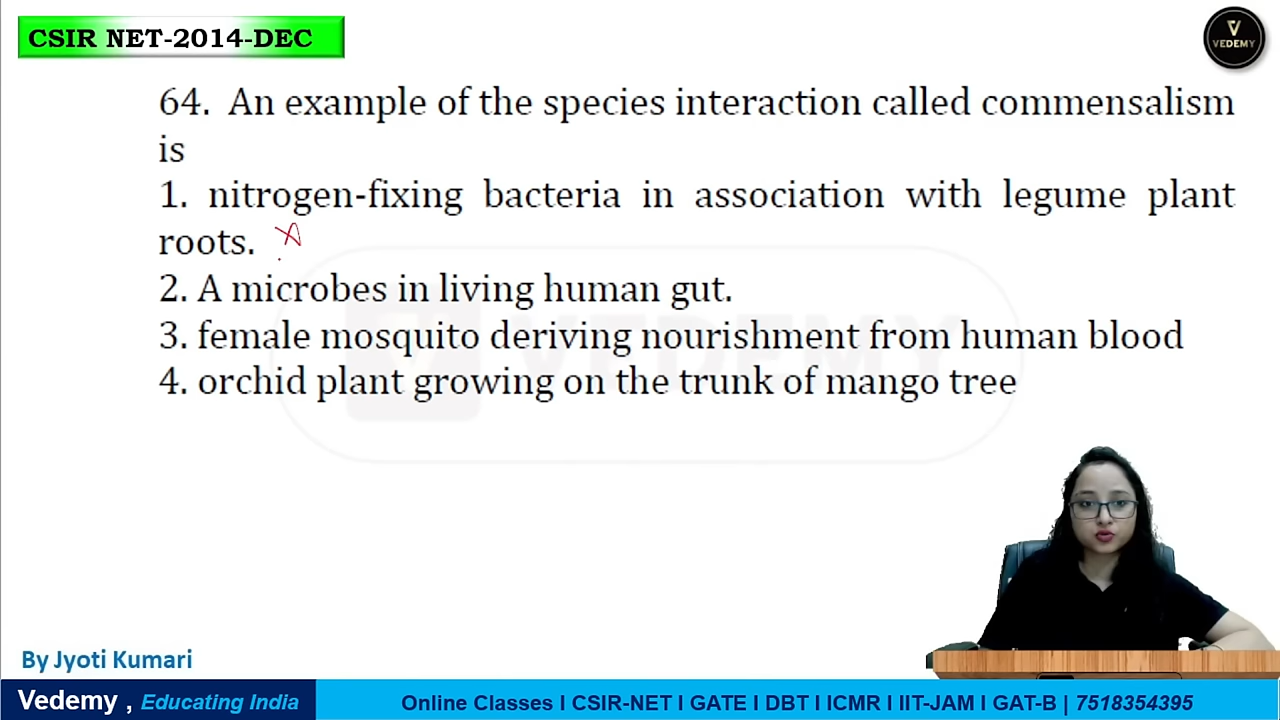 CSIR NET-2014-DEC
VEDEMY
64. An example of the species interaction called commensalism
is
1. nitrogen-fixing bacteria in association with legume plant
roots.
2. A microbes in living human gut.
3. female mosquito deriving nourishment from human blood
4. orchid plant growing on the trunk of mango tree
VEDEMY
By Jyoti Kumari
Vedemy , Educating India
Online Classes I CSIR-NET I GATE I DBT I ICMR I IIT-JAM I GAT-B | 7518354395